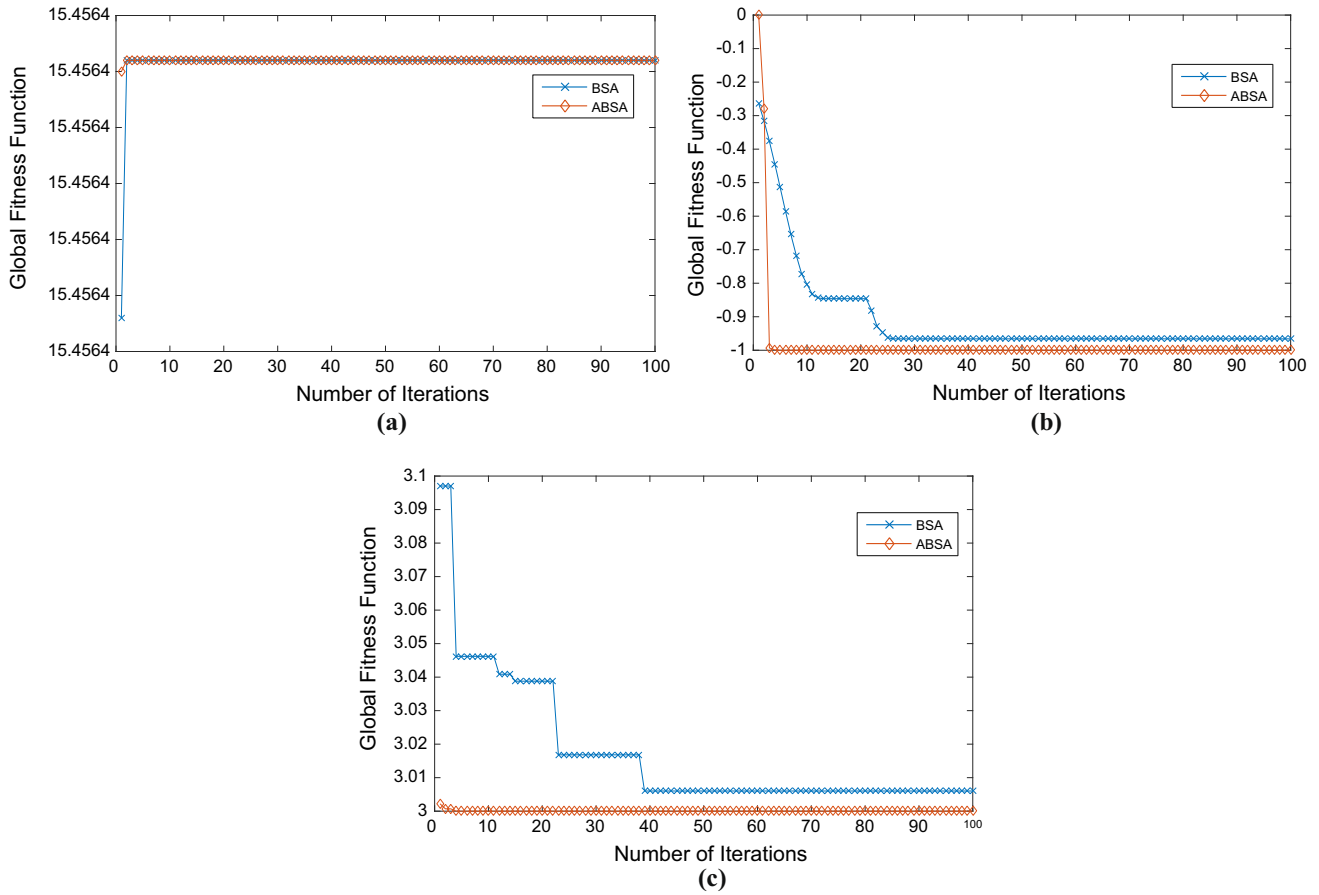 15.4564
15.4564
15.4564
15.4564
15.4564
15.4564
15.4564
0 10 20 30 40 50 60 70 80 90 100
Global Fitness Function
Number of Iterations
BSA
ABSA
(a)
0
-0.1
-0.2
-0.3
-0.4
-0.5
-0.6
-0.7
-0.8
-0.9
-1
0 10 20 30 40 50 60 70 80 90 100
Global Fitness Function
Number of Iterations
BSA
ABSA
(b)
3.1
3.09
3.08
3.07
3.06
3.05
3.04
3.03
3.02
3.01
3
0 10 20 30 40 50 60 70 80 90 100
Global Fitness Function
Number of Iterations
BSA
ABSA
(c)